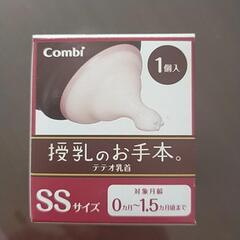 Combi
1個入
授乳のお手本。
テテオ乳首
SSサイズ
対象月齢
0カ月〜1.5カ月頃まで